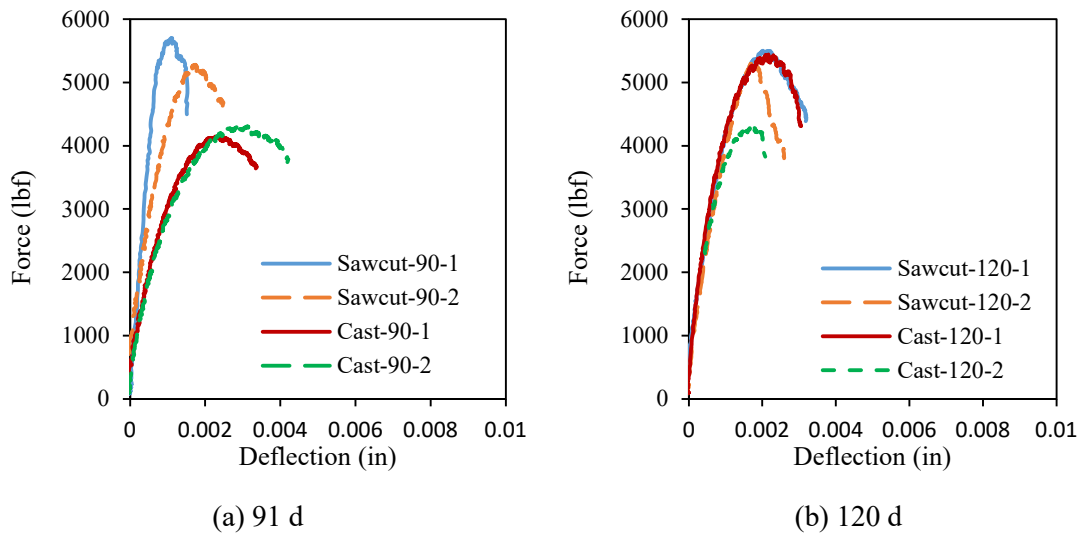 6000
5000
4000
3000
2000
1000
0
Force (lbf)
Sawcut-90-1
Sawcut-90-2
Cast-90-1
Cast-90-2
0 0.002 0.004 0.006 0.008 0.01
Deflection (in)
(a) 91 d
6000
5000
4000
3000
2000
1000
0
Force (lbf)
Sawcut-120-1
Sawcut-120-2
Cast-120-1
Cast-120-2
0 0.002 0.004 0.006 0.008 0.01
Deflection (in)
(b) 120 d